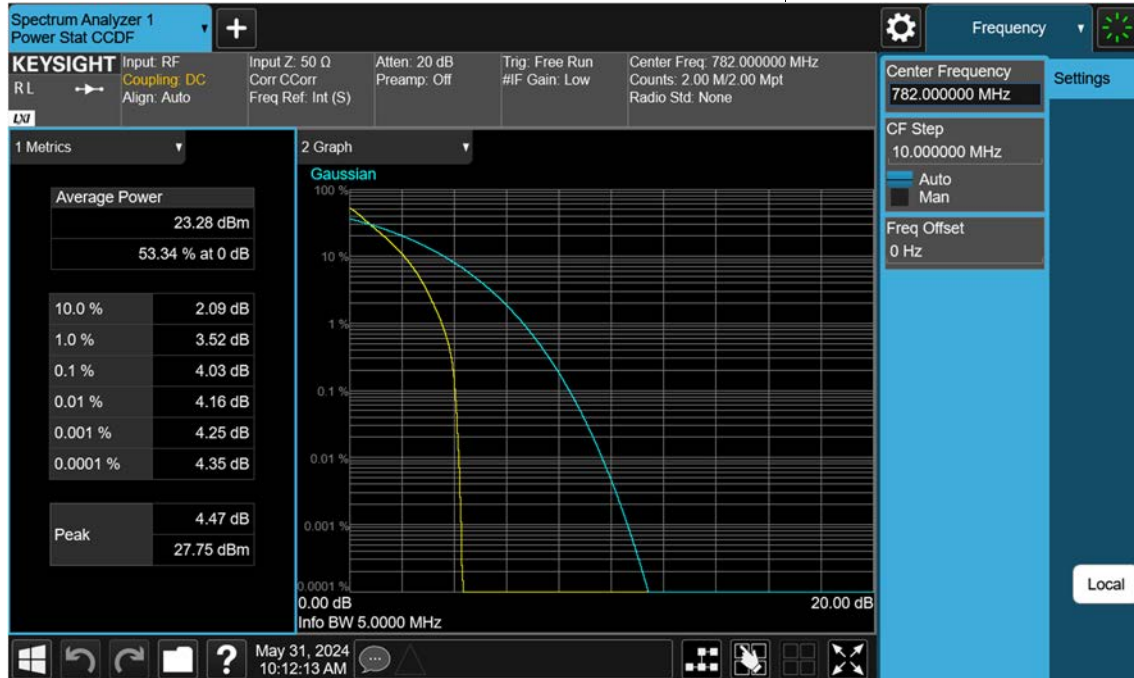 Spectrum Analyzer 1
Power Stat CCDF
+
Frequency
KEYSIGHT
R L
LXI
Input: RF
Coupling: DC
Align: Auto
Input Z: 50 Ω
Corr CCorr
Freq Ref: Int (S)
Atten: 20 dB
Preamp: Off
Trig: Free Run
#IF Gain: Low
Center Freq: 782.000000 MHz
Counts: 2.00 M/2.00 Mpt
Radio Std: None
Center Frequency
782.000000 MHz
Settings
CF Step
10.000000 MHz
Auto
Man
Freq Offset
0 Hz
1 Metrics
Average Power
23.28 dBm
53.34 % at 0 dB
10.0 % 2.09 dB
1.0 % 3.52 dB
0.1 % 4.03 dB
0.01 % 4.16 dB
0.001 % 4.25 dB
0.0001 % 4.35 dB
Peak
4.47 dB
27.75 dBm
2 Graph
Gaussian
100 %
10 %
1 %
0.1 %
0.01 %
0.001 %
0.0001 %
0.00 dB 20.00 dB
Info BW 5.0000 MHz
Local
?
May 31, 2024
10:12:13 AM